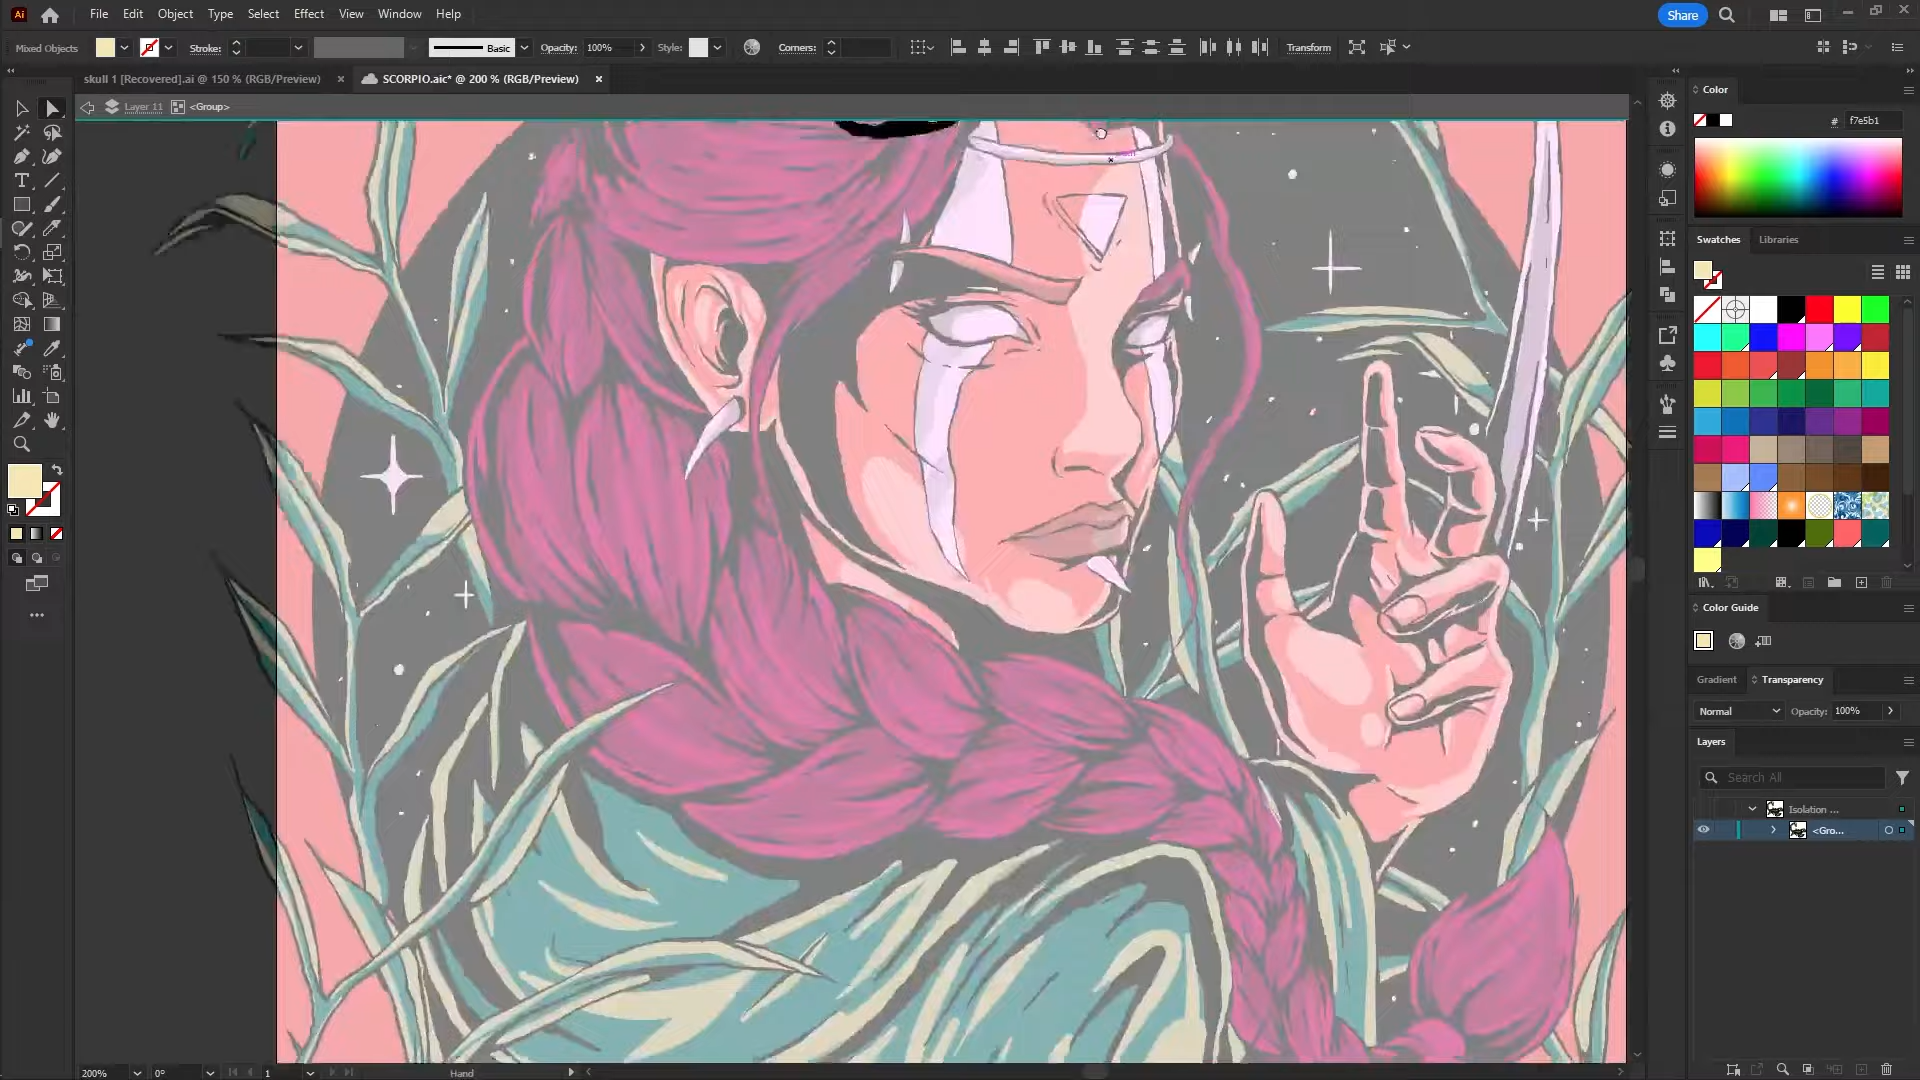 Ai File Edit Object Type Select Effect View Window Help Share
Mixed Objects Stroke: Basic Opacity: 100% Style: Corners: Transform
skull 1 [Recovered].ai @ 150 % (RGB/Preview) SCORPIO.aic* @ 200 % (RGB/Preview)
Layer 11 <Group>
Color
# f7e5b1
Swatches Libraries
Color Guide
Gradient Transparency
Normal Opacity: 100%
Layers
Search All
Isolation ...
<Gro...
200% 0° 1 Hand